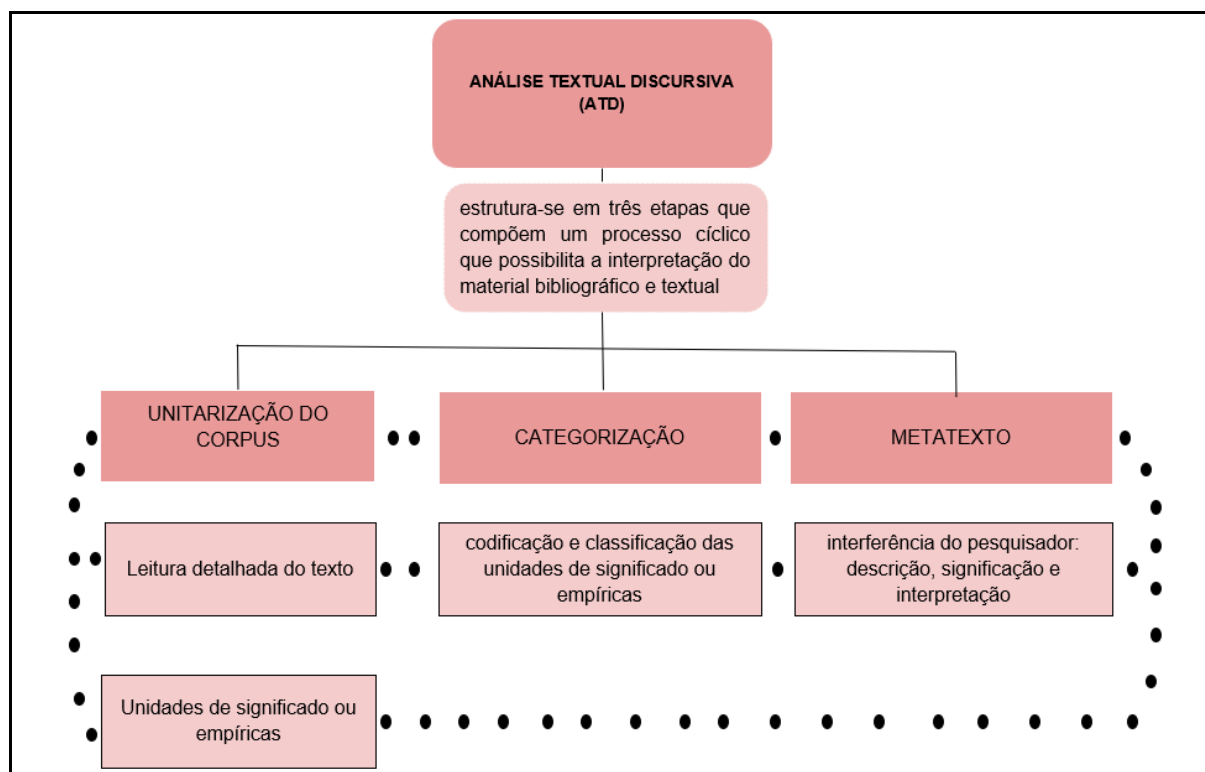 ANÁLISE TEXTUAL DISCURSIVA
(ATD)
estrutura-se em três etapas que
compõem um processo cíclico
que possibilita a interpretação do
material bibliográfico e textual
UNITARIZAÇÃO DO
CORPUS
CATEGORIZAÇÃO
METATEXTO
Leitura detalhada do texto
codificação e classificação das
unidades de significado ou
empíricas
interferência do pesquisador:
descrição, significação e
interpretação
Unidades de significado ou
empíricas